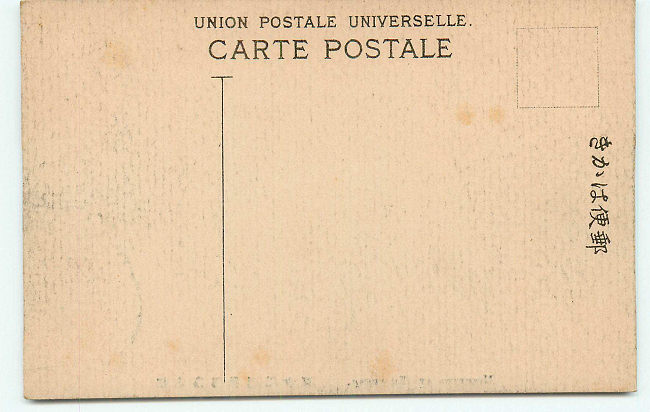 UNION POSTALE UNIVERSELLE.
CARTE POSTALE
郵便はかき